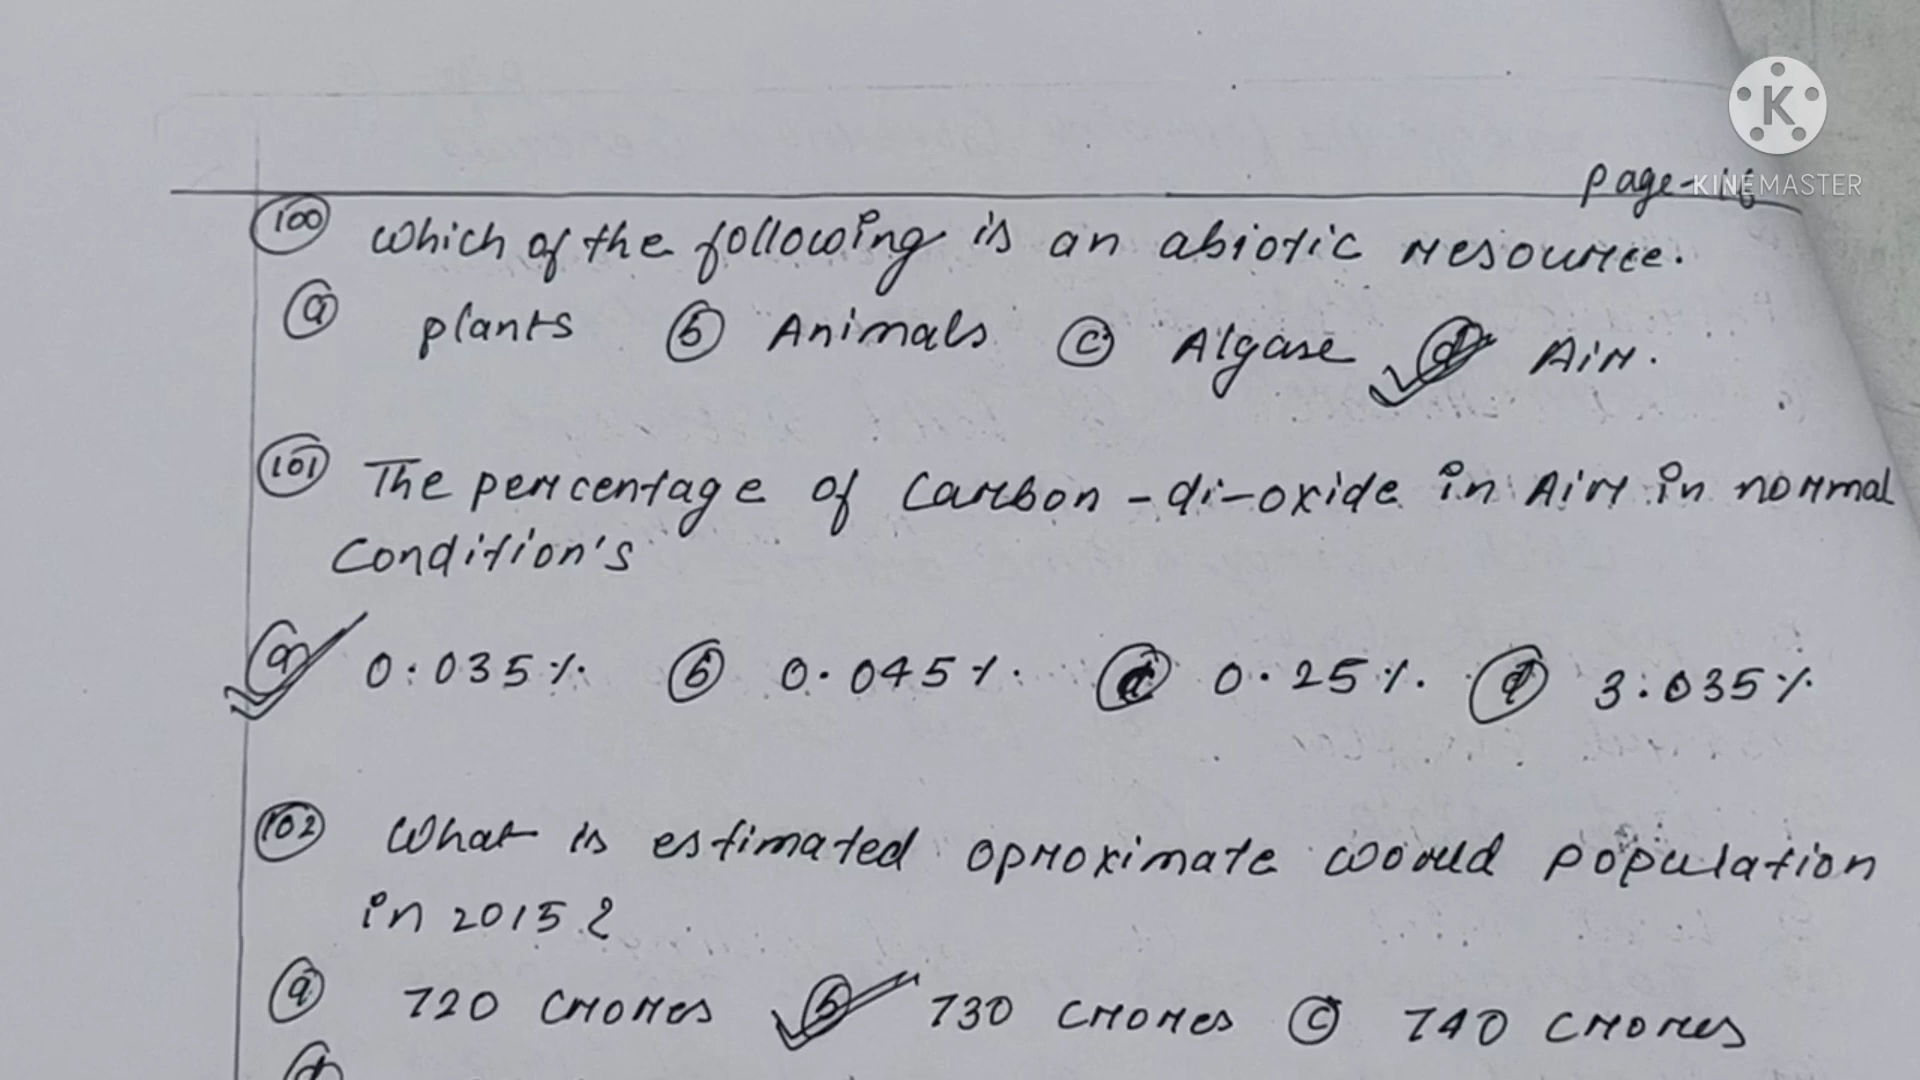 K
KINEMASTER
Page-
100 Which of the following is an abiotic resource.
a plants b Animals c Algase d Air.
101 The percentage of Carbon-di-oxide in Air in normal
Condition's
a 0.035% b 0.045% c 0.25% d 3.035%
102 What is estimated oproximate would population
in 2015?
a 720 Crores b 730 Crores c 740 Crores
d